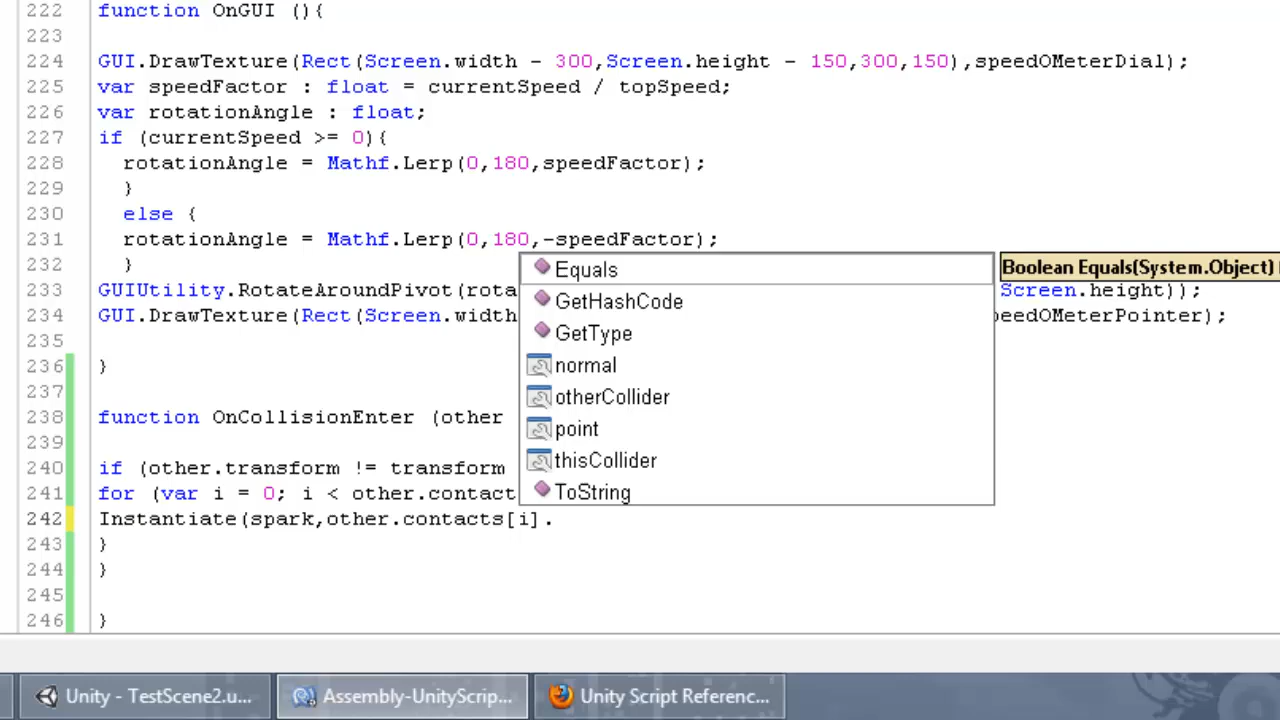 222 function OnGUI (){
223
224 GUI.DrawTexture(Rect(Screen.width - 300,Screen.height - 150,300,150),speedOMeterDial);
225 var speedFactor : float = currentSpeed / topSpeed;
226 var rotationAngle : float;
227 if (currentSpeed >= 0){
228 rotationAngle = Mathf.Lerp(0,180,speedFactor);
229 }
230 else {
231 rotationAngle = Mathf.Lerp(0,180,-speedFactor);
232 }
Equals
Boolean Equals(System.Object)
233 GUIUtility.RotateAroundPivot(rota
Screen.height));
GetHashCode
234 GUI.DrawTexture(Rect(Screen.width
eedOMeterPointer);
GetType
235
236 }
normal
237
otherCollider
238 function OnCollisionEnter (other
point
239
240 if (other.transform != transform
thisCollider
241 for (var i = 0; i < other.contact
ToString
242 Instantiate(spark,other.contacts[i].
243 }
244 }
245
246 }
Unity - TestScene2.u...
Assembly-UnityScrip...
Unity Script Referenc...